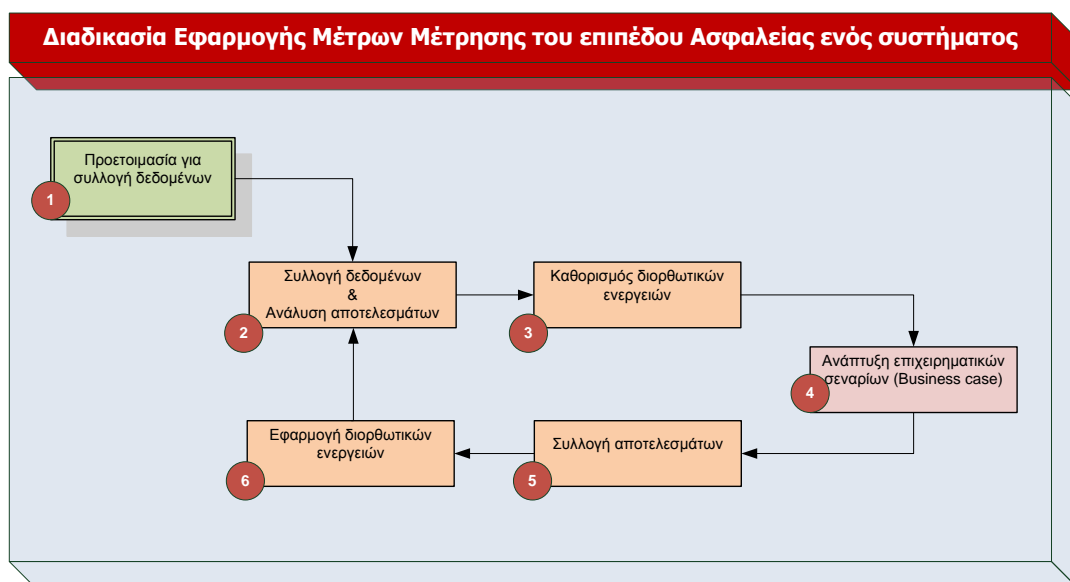 Διαδικασία Εφαρμογής Μέτρων Μέτρησης του επιπέδου Ασφαλείας ενός συστήματος
Προετοιμασία για
συλλογή δεδομένων
1
Συλλογή δεδομένων
&
Ανάλυση αποτελεσμάτων
2
Καθορισμός διορθωτικών
ενεργειών
3
Ανάπτυξη επιχειρηματικών
σεναρίων (Business case)
4
Συλλογή αποτελεσμάτων
5
Εφαρμογή διορθωτικών
ενεργειών
6